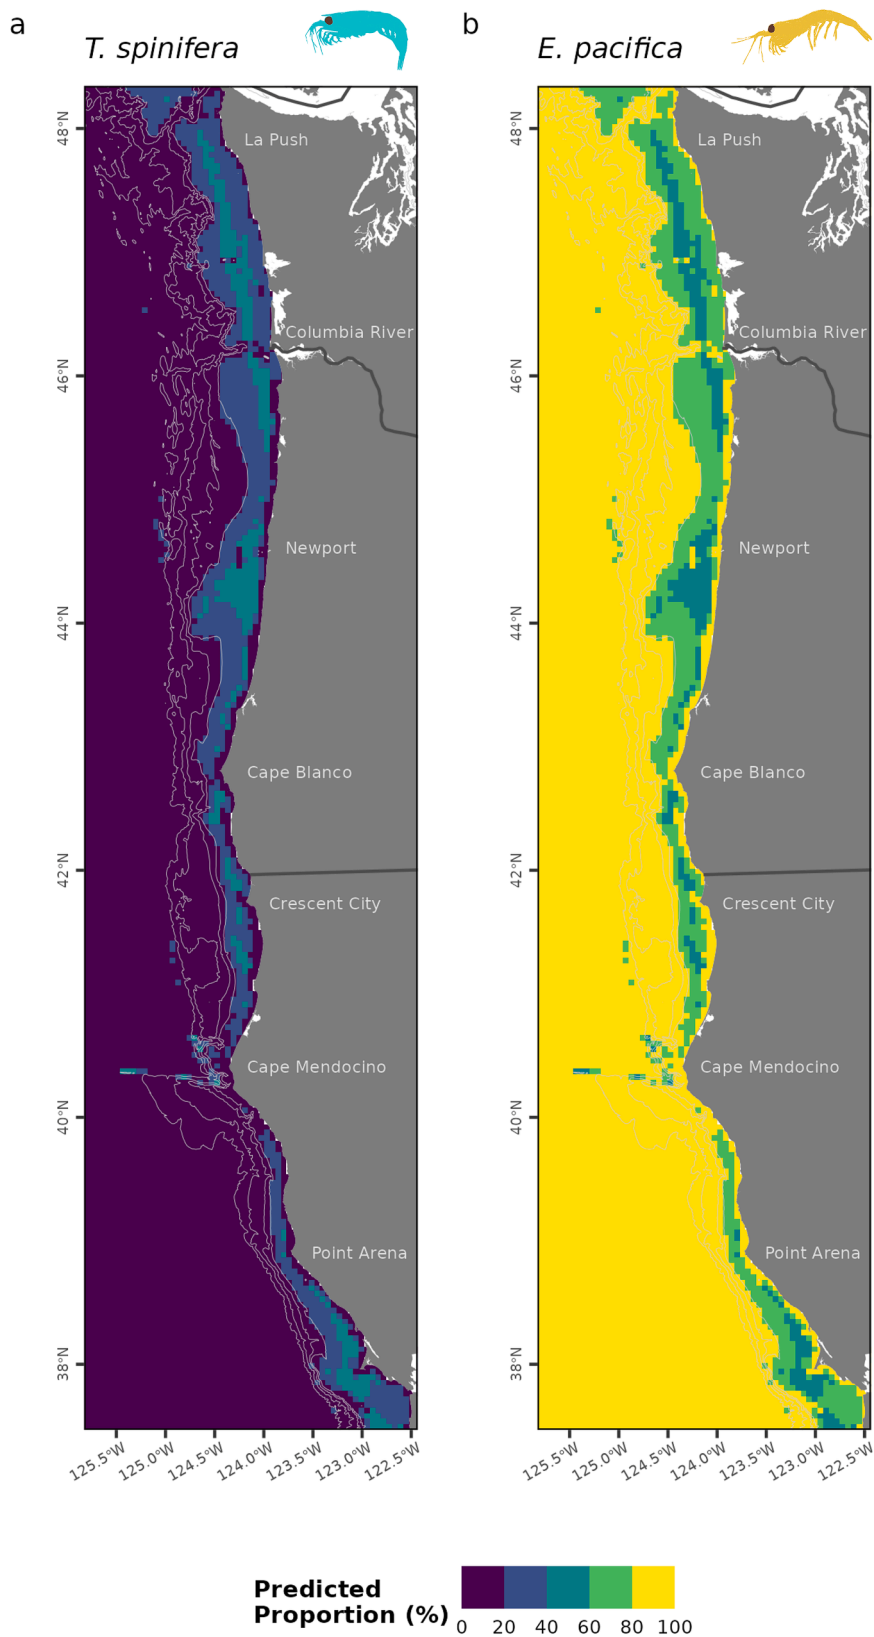 a
T. spinifera
b
E. pacifica
48°N
46°N
44°N
42°N
40°N
38°N
La Push
Columbia River
Newport
Cape Blanco
Crescent City
Cape Mendocino
Point Arena
125.5°W
125.0°W
124.5°W
124.0°W
123.5°W
123.0°W
122.5°W
48°N
46°N
44°N
42°N
40°N
38°N
La Push
Columbia River
Newport
Cape Blanco
Crescent City
Cape Mendocino
Point Arena
125.5°W
125.0°W
124.5°W
124.0°W
123.5°W
123.0°W
122.5°W
Predicted
Proportion (%)
0 20 40 60 80 100